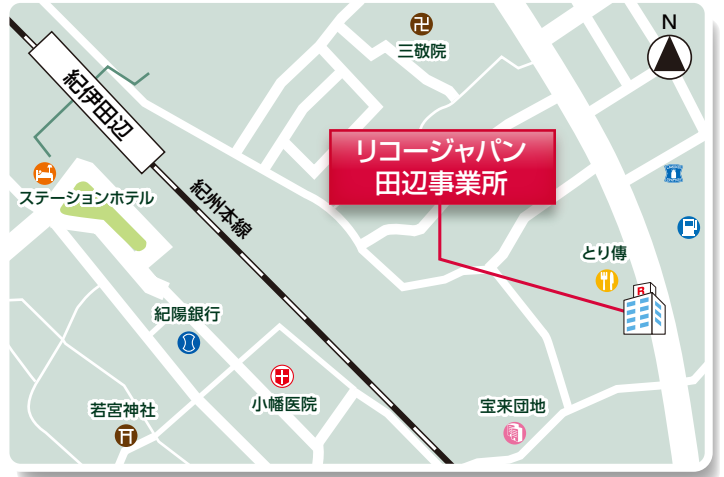 三敬院
N
紀伊田辺
リコージャパン
田辺事業所
ステーションホテル
紀州本線
とり傳
R
紀陽銀行
小幡医院
宝来団地
若宮神社